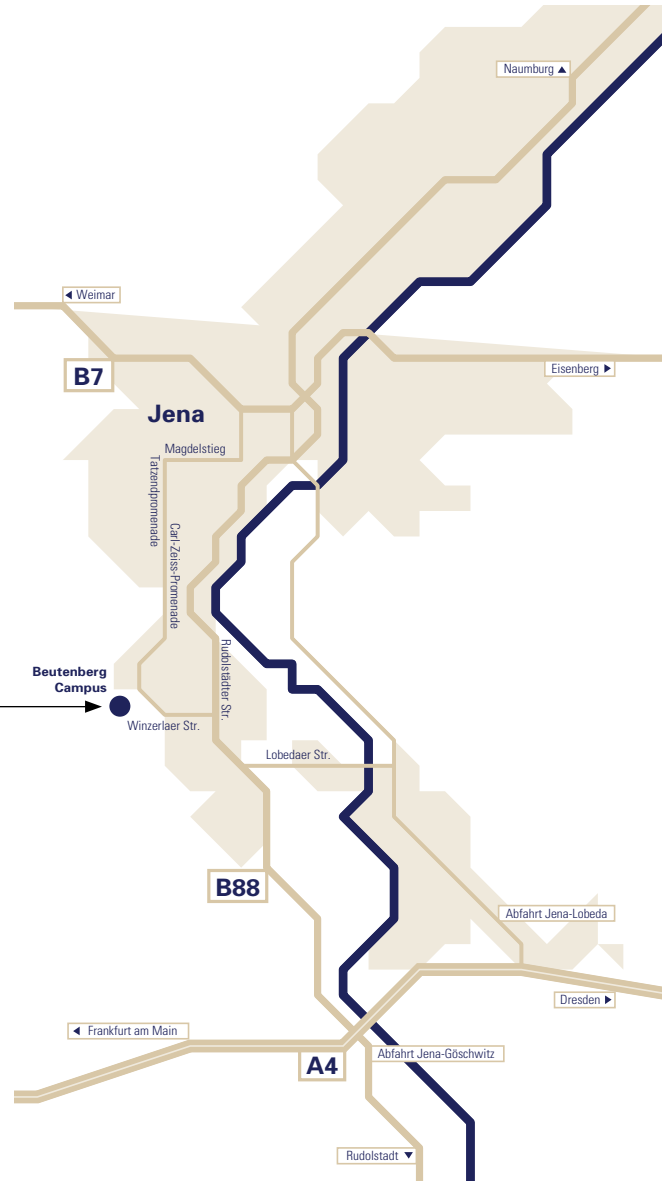 Naumburg ▲
◀ Weimar
B7
Eisenberg ▶
Jena
Magdelstieg
Tatzendpromenade
Carl-Zeiss-Promenade
Rudolstädter Str.
Beutenberg
Campus
Winzerlaer Str.
Lobedaer Str.
B88
Abfahrt Jena-Lobeda
Dresden ▶
◀ Frankfurt am Main
A4
Abfahrt Jena-Göschwitz
Rudolstadt ▼